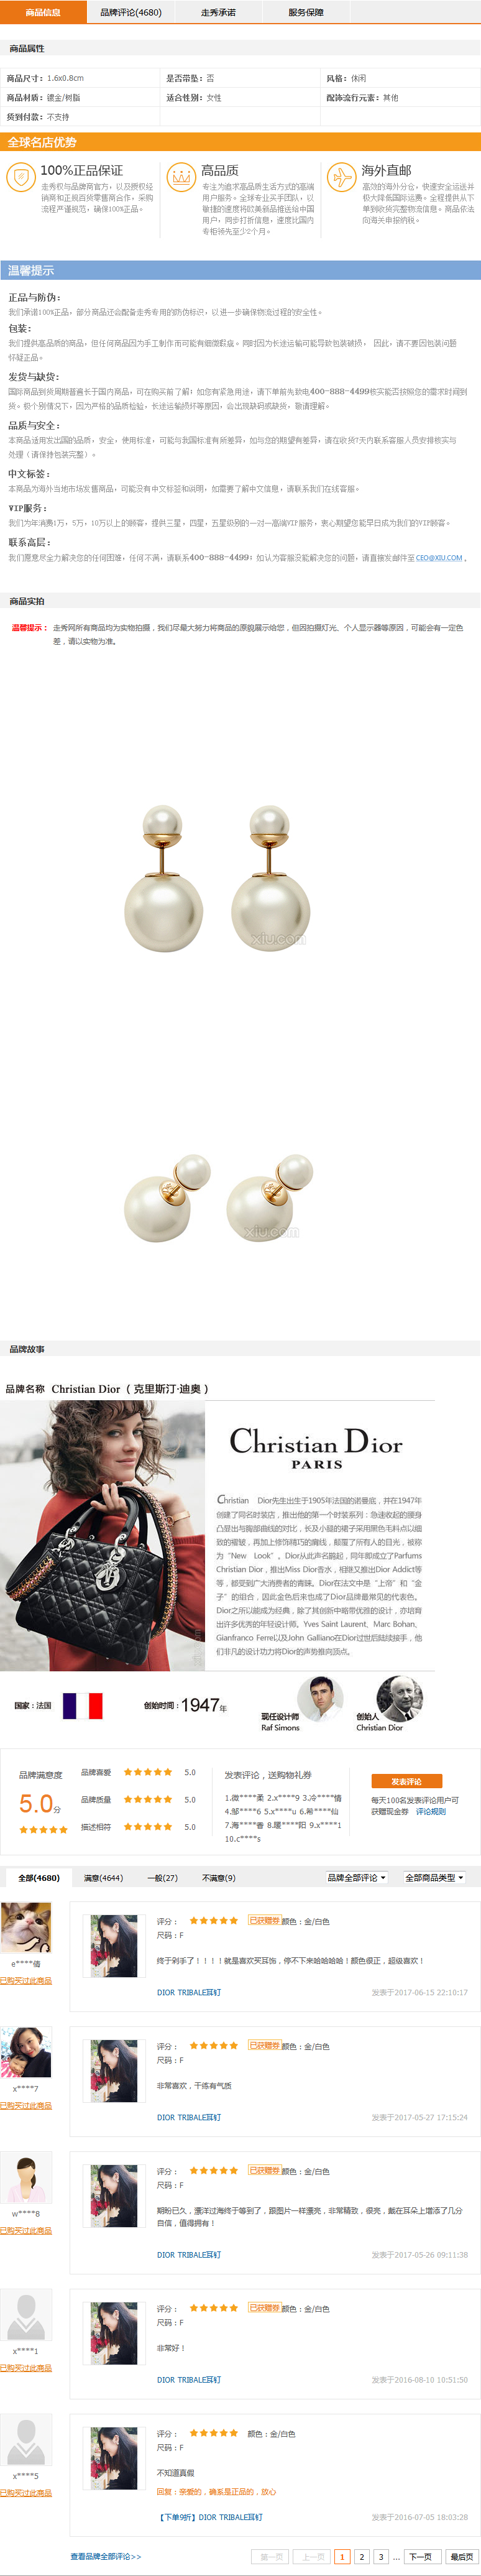 商品信息
品牌评论(4680)
走秀承诺
服务保障
商品属性
商品尺寸：1.6x0.8cm
是否带坠：否
风格：休闲
商品材质：镀金/树脂
适合性别：女性
配饰流行元素：其他
货到付款：不支持
全球名店优势
100%正品保证
走秀权与品牌商官方，以及授权经
销商和正规百货零售商合作，采购
流程严谨规范，确保100%正品。
高品质
专注为追求高品质生活方式的高端
用户服务。全球专业买手团队，以
敏捷的速度将欧美新品推送给中国
用户，同步打折信息，速度比国内
专柜领先至少2个月。
海外直邮
高效的海外分仓，快速安全运送并
极大降低国际运费。全程提供从下
单到收货完整物流信息。商品依法
向海关申报纳税。
温馨提示
正品与防伪：
我们承诺100%正品，部分商品还会配备走秀专用的防伪标识，以进一步确保物流过程的安全性。
包装：
我们提供高品质的商品，但任何商品因为手工制作而可能有细微瑕疵。同时因为长途运输可能导致包装破损， 因此，请不要因包装问题
怀疑正品。
发货与缺货：
国际商品到货周期普遍长于国内商品，可在购买前了解：如您有紧急用途，请下单前先致电400-888-4499核实能否按照您的需求时间到
货。极个别情况下，因为严格的品质检验，长途运输损坏等原因，会出现缺码或缺货，敬请理解。
品质与安全：
本商品适用发出国的品质，安全，使用标准，可能与我国标准有所差异，如与您的期望有差异，请在收货7天内联系客服人员安排核实与
处理（请保持包装完整）。
中文标签：
本商品为海外当地市场发售商品，可能没有中文标签和说明，如需要了解中文信息，请联系我们在线客服。
VIP服务：
我们为年消费1万，5万，10万以上的顾客，提供三星，四星，五星级别的一对一高端VIP服务，衷心期望您能早日成为我们的VIP顾客。
联系高层：
我们愿意尽全力解决您的任何困难，任何不满，请联系400-888-4499；如认为客服没能解决您的问题，请直接发邮件至CEO@XIU.COM。
商品实拍
温馨提示： 走秀网所有商品均为实物拍摄，我们尽最大努力将商品的原貌展示给您，但因拍摄灯光、个人显示器等原因，可能会有一定色
差，请以实物为准。
xiu.com
xiu.com
品牌故事
品牌名称 Christian Dior（ 克里斯汀·迪奥 ）
Christian Dior
PARIS
Christian Dior先生出生于1905年法国的诺曼底，并在1947年
创建了同名时装店，推出他的第一个时装系列：急速收起的腰身
凸显出与胸部曲线的对比，长及小腿的裙子采用黑色毛料点以细
致的褶皱，再加上修饰精巧的肩线，颠覆了所有人的目光，被称
为“New Look”。Dior从此声名鹊起，同年即成立了Parfums
Christian Dior，推出Miss Dior香水，相继又推出Dior Addict等
等，都受到广大消费者的青睐。Dior在法文中是“上帝”和“金
子”的组合，因此金色后来也成了Dior品牌最常见的代表色。
Dior之所以能成为经典，除了其创新中略带优雅的设计，亦培育
出许多优秀的年轻设计师。Yves Saint Laurent、Marc Bohan、
Gianfranco Ferre以及John Galliano在Dior过世后陆续接手，他
们非凡的设计功力将Dior的声势推向顶点。
国家：法国
创始时间：1947年
现任设计师
Raf Simons
创始人
Christian Dior
品牌满意度
5.0分
品牌喜爱 5.0
品牌质量 5.0
描述相符 5.0
发表评论，送购物礼券
1.微****柔 2.x****9 3.冷****情
4.邹****6 5.x****u 6.希****仙
7.海****春 8.暖****阳 9.x****1
10.c****s
发表评论
每天100名发表评论用户可
获赠现金券 评论规则
全部(4680)
满意(4644)
一般(27)
不满意(9)
品牌全部评论
全部商品类型
e****倩
已购买过此商品
评分： 已获赠券 颜色：金/白色
尺码：F
终于剁手了！！！！就是喜欢买耳饰，停不下来哈哈哈哈！颜色很正，超级喜欢！
DIOR TRIBALE耳钉
发表于2017-06-15 22:10:17
x****7
已购买过此商品
评分： 已获赠券 颜色：金/白色
尺码：F
非常喜欢，干练有气质
DIOR TRIBALE耳钉
发表于2017-05-27 17:15:24
w****8
已购买过此商品
评分： 已获赠券 颜色：金/白色
尺码：F
期盼已久，漂洋过海终于等到了，跟图片一样漂亮，非常精致，很亮，戴在耳朵上增添了几分
自信，值得拥有！
DIOR TRIBALE耳钉
发表于2017-05-26 09:11:38
x****1
已购买过此商品
评分： 已获赠券 颜色：金/白色
尺码：F
非常好！
DIOR TRIBALE耳钉
发表于2016-08-10 10:51:50
x****5
已购买过此商品
评分： 颜色：金/白色
尺码：F
不知道真假
回复：亲爱的，确系是正品的，放心
【下单9折】DIOR TRIBALE耳钉
发表于2016-07-05 18:03:28
查看品牌全部评论>>
第一页 上一页 1 2 3 ... 下一页 最后页